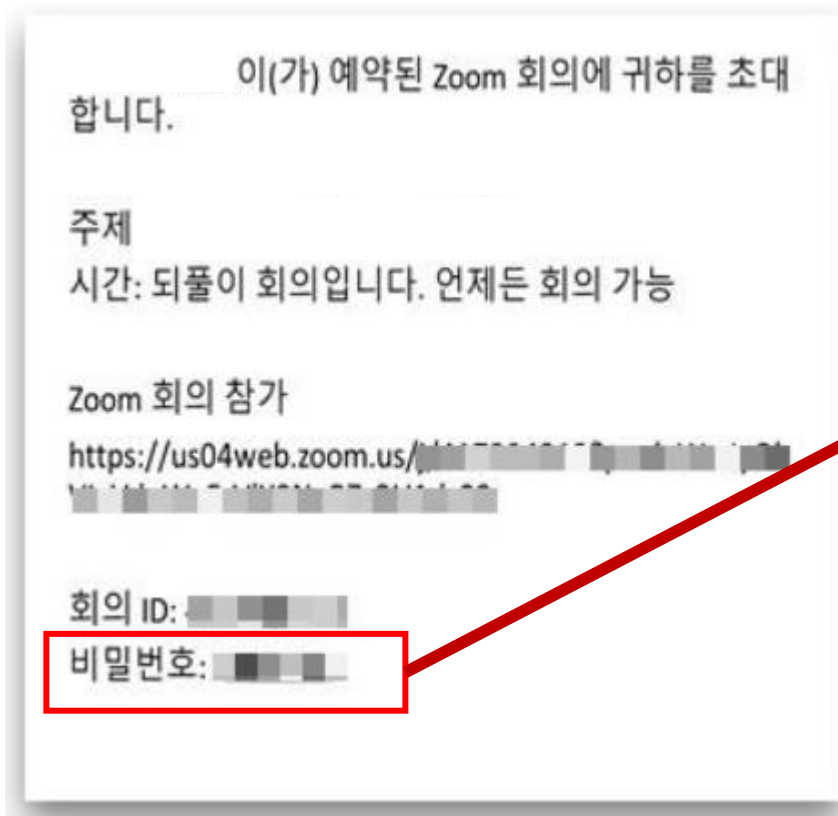 이(가) 예약된 Zoom 회의에 귀하를 초대
합니다.
주제
시간: 되풀이 회의입니다. 언제든 회의 가능
Zoom 회의 참가
https://us04web.zoom.us/
회의 ID:
비밀번호: